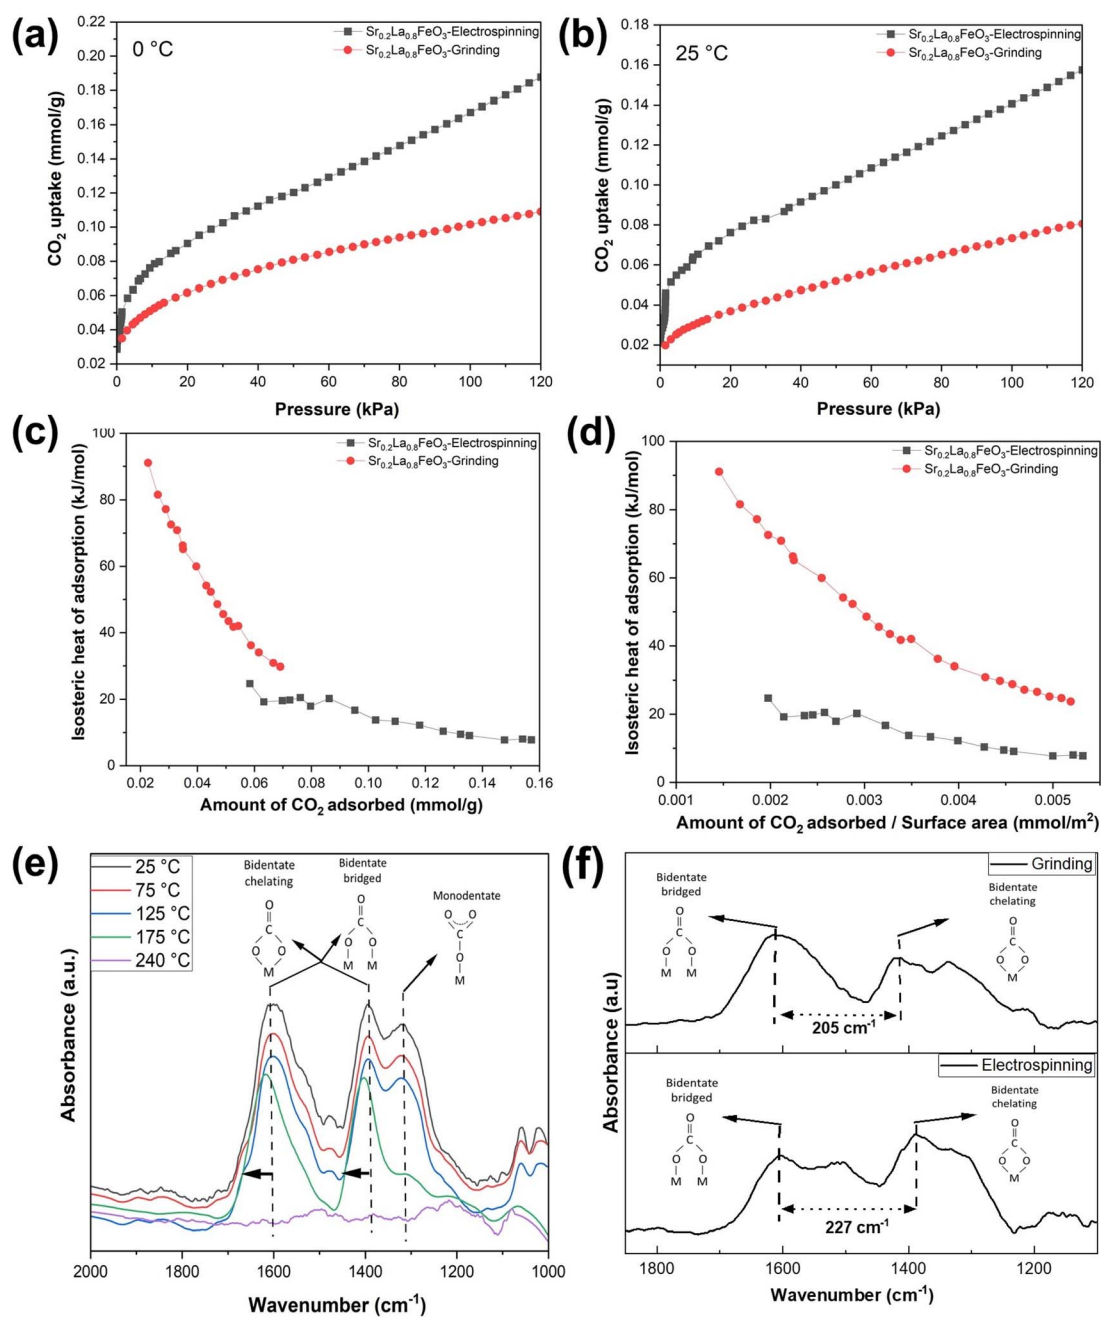 (a)
0.22
0.20
0.18
0.16
0.14
0.12
0.10
0.08
0.06
0.04
0.02
CO₂ uptake (mmol/g)
0 °C
Sr₀.₂La₀.₈FeO₃-Electrospinning
Sr₀.₂La₀.₈FeO₃-Grinding
0 20 40 60 80 100 120
Pressure (kPa)
(b)
0.18
0.16
0.14
0.12
0.10
0.08
0.06
0.04
0.02
CO₂ uptake (mmol/g)
25 °C
Sr₀.₂La₀.₈FeO₃-Electrospinning
Sr₀.₂La₀.₈FeO₃-Grinding
0 20 40 60 80 100 120
Pressure (kPa)
(c)
100
80
60
40
20
0
Isosteric heat of adsorption (kJ/mol)
Sr₀.₂La₀.₈FeO₃-Electrospinning
Sr₀.₂La₀.₈FeO₃-Grinding
0.02 0.04 0.06 0.08 0.10 0.12 0.14 0.16
Amount of CO₂ adsorbed (mmol/g)
(d)
100
80
60
40
20
0
Isosteric heat of adsorption (kJ/mol)
Sr₀.₂La₀.₈FeO₃-Electrospinning
Sr₀.₂La₀.₈FeO₃-Grinding
0.001 0.002 0.003 0.004 0.005
Amount of CO₂ adsorbed / Surface area (mmol/m²)
(e)
25 °C
75 °C
125 °C
175 °C
240 °C
Bidentate
chelating
O
C
O O
M
Bidentate
bridged
O
C
O O
M M
Monodentate
O O
C
O
M
Absorbance (a.u.)
2000 1800 1600 1400 1200 1000
Wavenumber (cm⁻¹)
(f)
Grinding
Bidentate
bridged
O
C
O O
M M
Bidentate
chelating
O
C
O O
M
205 cm⁻¹
Electrospinning
Bidentate
bridged
O
C
O O
M M
Bidentate
chelating
O
C
O O
M
227 cm⁻¹
Absorbance (a.u)
1800 1600 1400 1200
Wavenumber (cm⁻¹)